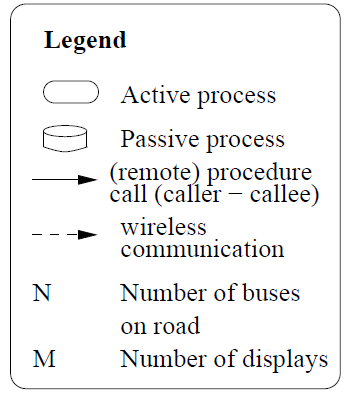 Legend
Active process
Passive process
(remote) procedure
call (caller − callee)
wireless
communication
N Number of buses
on road
M Number of displays